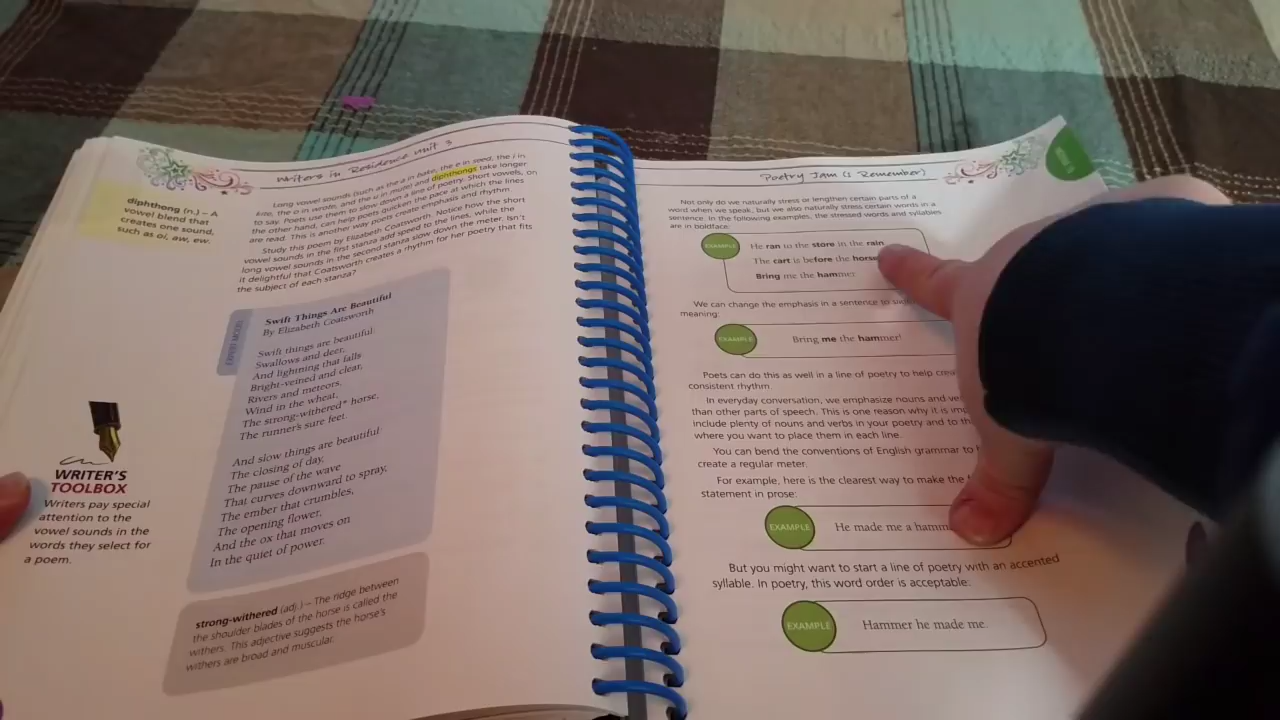 Writers in Residence Unit 3
diphthong (n.) – A
vowel blend that
creates one sound,
such as oi, aw, ew.
Long vowel sounds (such as the a in bake, the e in seed, the i in
kite, the o in wrote, and the u in mule) and diphthongs take longer
to say. Poets use them to slow down a line of poetry. Short vowels, on
the other hand, can help poets quicken the pace at which the lines
are read. This is another way poets create emphasis and rhythm.
Study this poem by Elizabeth Coatsworth. Notice how the short
vowel sounds in the first stanza add speed to the lines, while the
long vowel sounds in the second stanza slow down the meter. Isn't
it delightful that Coatsworth creates a rhythm for her poetry that fits
the subject of each stanza?
EXPERT MODEL
Swift Things Are Beautiful
By Elizabeth Coatsworth
Swift things are beautiful:
Swallows and deer,
And lightning that falls
Bright-veined and clear,
Rivers and meteors,
Wind in the wheat,
The strong-withered* horse,
The runner's sure feet.
And slow things are beautiful:
The closing of day,
The pause of the wave
That curves downward to spray,
The ember that crumbles,
The opening flower,
And the ox that moves on
In the quiet of power.
WRITER'S
TOOLBOX
Writers pay special
attention to the
vowel sounds in the
words they select for
a poem.
strong-withered (adj.) – The ridge between
the shoulder blades of the horse is called the
withers. This adjective suggests the horse's
withers are broad and muscular.
Poetry Jam (I Remember)
Not only do we naturally stress or lengthen certain parts of a
word when we speak, but we also naturally stress certain words in a
sentence. In the following examples, the stressed words and syllables
are in boldface:
EXAMPLE
He ran to the store in the rain.
The cart is before the horse
Bring me the hammer.
We can change the emphasis in a sentence to
meaning:
EXAMPLE
Bring me the hammer!
Poets can do this as well in a line of poetry to help
consistent rhythm.
In everyday conversation, we emphasize nouns and
than other parts of speech. This is one reason why it is
include plenty of nouns and verbs in your poetry and to
where you want to place them in each line.
You can bend the conventions of English grammar to
create a regular meter.
For example, here is the clearest way to make the
statement in prose:
EXAMPLE
He made me a
But you might want to start a line of poetry with an accented
syllable. In poetry, this word order is acceptable:
EXAMPLE
Hammer he made me.